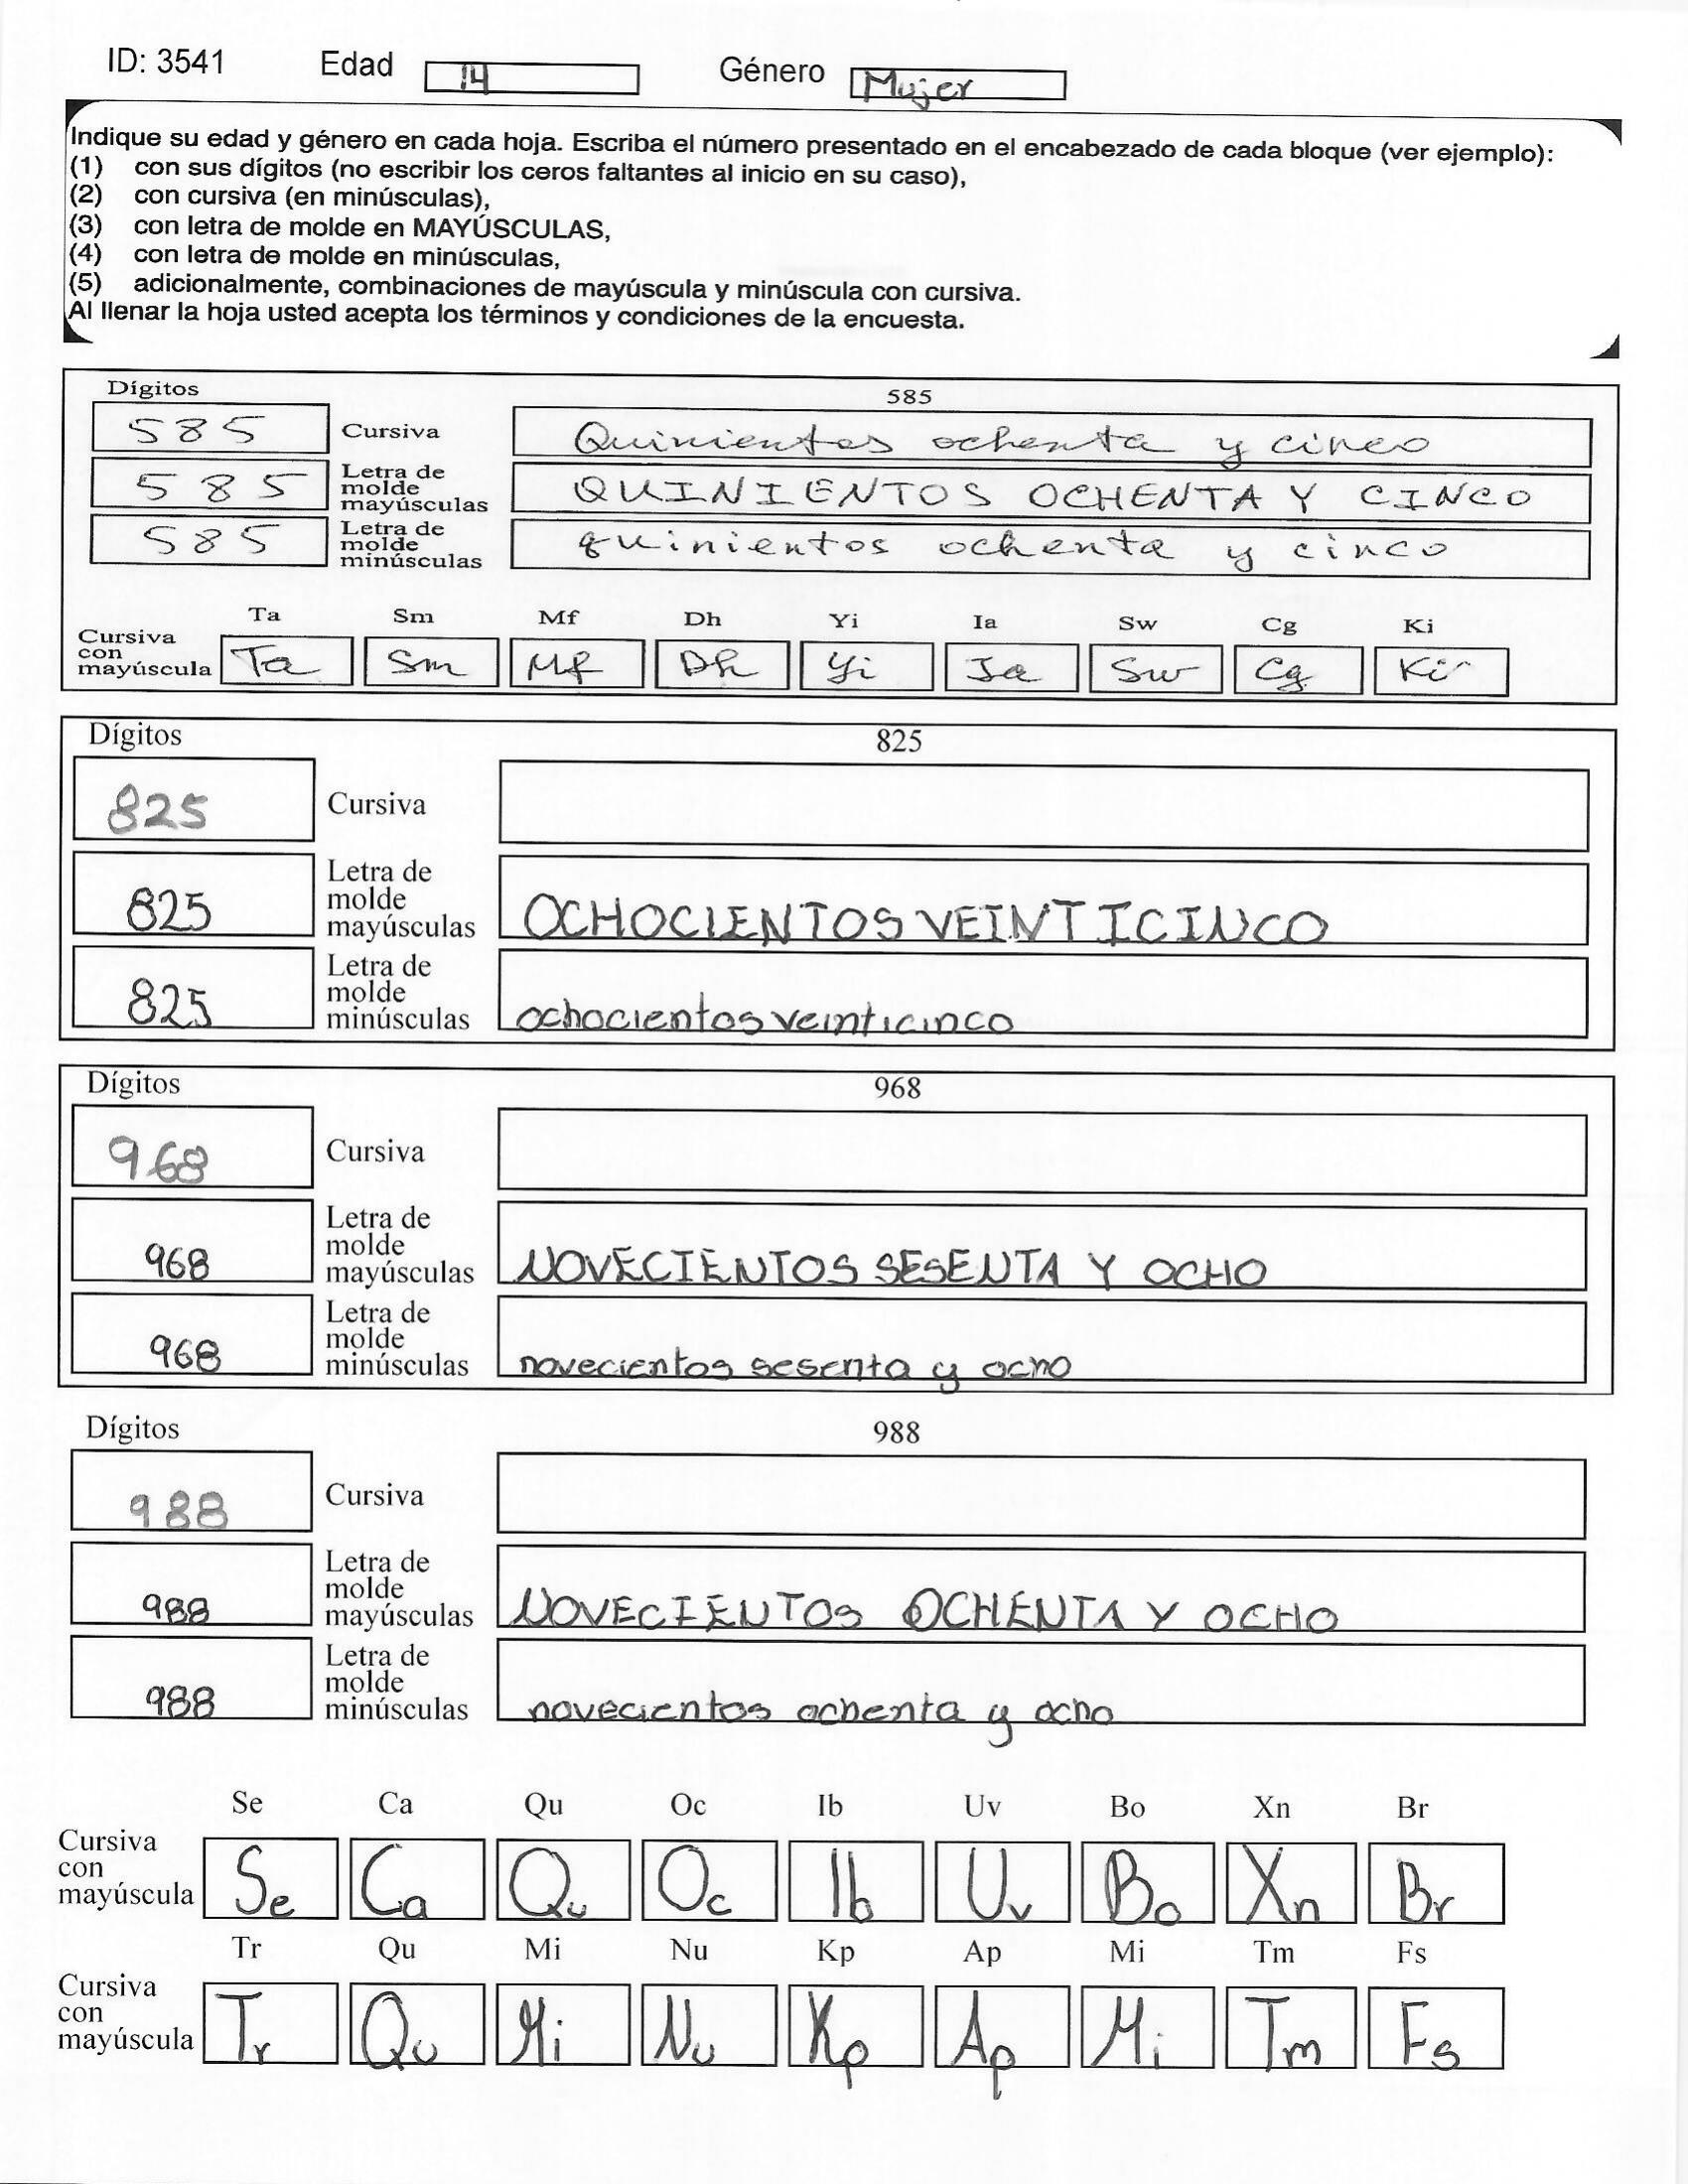 ID: 3541 Edad 14 Género Mujer
Indique su edad y género en cada hoja. Escriba el número presentado en el encabezado de cada bloque (ver ejemplo):
(1) con sus dígitos (no escribir los ceros faltantes al inicio en su caso),
(2) con cursiva (en minúsculas),
(3) con letra de molde en MAYÚSCULAS,
(4) con letra de molde en minúsculas,
(5) adicionalmente, combinaciones de mayúscula y minúscula con cursiva.
Al llenar la hoja usted acepta los términos y condiciones de la encuesta.
Dígitos 585
585 Cursiva Quinientos ochenta y cinco
585 Letra de molde mayúsculas QUINIENTOS OCHENTA Y CINCO
585 Letra de molde minúsculas quinientos ochenta y cinco
Ta Sm Mf Dh Yi Ia Sw Cg Ki
Cursiva con mayúscula Ta Sm Mf Dh Yi Ia Sw Cg Ki
Dígitos 825
825 Cursiva
825 Letra de molde mayúsculas OCHOCIENTOS VEINTICINCO
825 Letra de molde minúsculas ochocientos veinticinco
Dígitos 968
968 Cursiva
968 Letra de molde mayúsculas NOVECIENTOS SESENTA Y OCHO
968 Letra de molde minúsculas novecientos sesenta y ocho
Dígitos 988
988 Cursiva
988 Letra de molde mayúsculas NOVECIENTOS OCHENTA Y OCHO
988 Letra de molde minúsculas novecientos ochenta y ocho
Se Ca Qu Oc Ib Uv Bo Xn Br
Cursiva con mayúscula Se Ca Qu Oc Ib Uv Bo Xn Br
Tr Qu Mi Nu Kp Ap Mi Tm Fs
Cursiva con mayúscula Tr Qu Mi Nu Kp Ap Mi Tm Fs